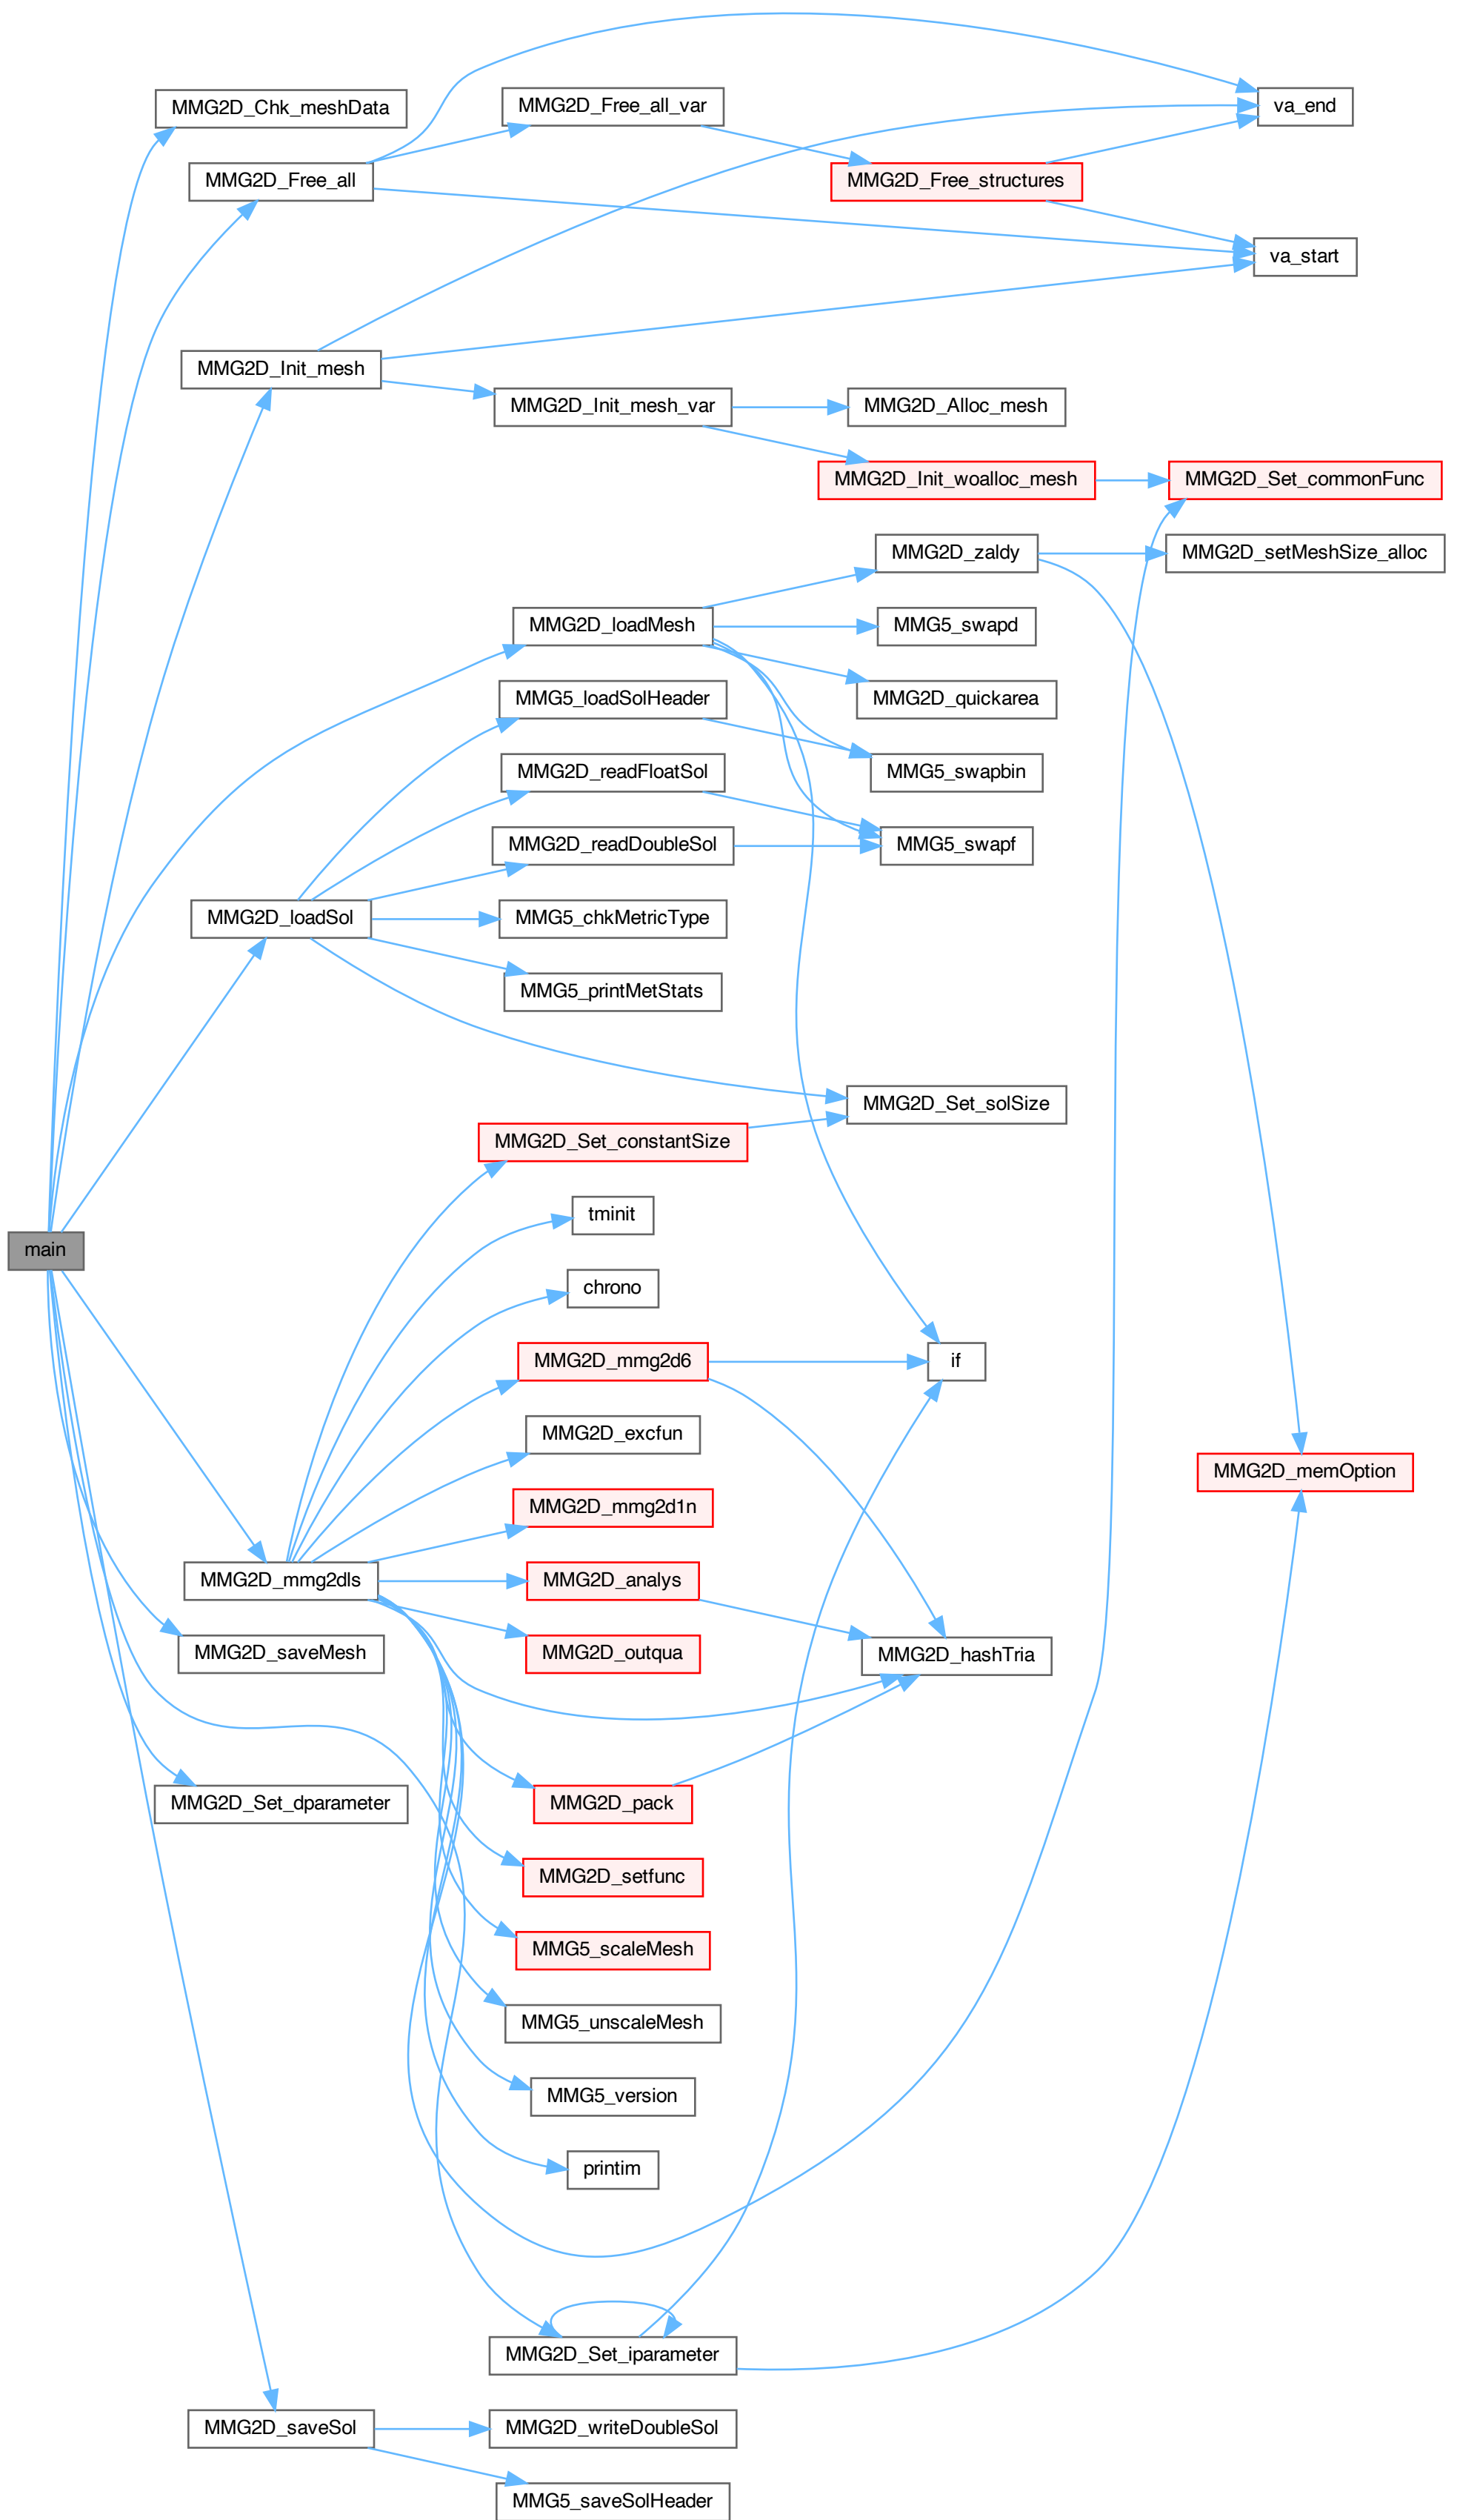 MMG2D_Chk_meshData
MMG2D_Free_all_var
va_end
MMG2D_Free_all
MMG2D_Free_structures
va_start
MMG2D_Init_mesh
MMG2D_Init_mesh_var
MMG2D_Alloc_mesh
MMG2D_Init_woalloc_mesh
MMG2D_Set_commonFunc
MMG2D_zaldy
MMG2D_setMeshSize_alloc
MMG2D_loadMesh
MMG5_swapd
MMG5_loadSolHeader
MMG2D_quickarea
MMG2D_readFloatSol
MMG5_swapbin
MMG2D_readDoubleSol
MMG5_swapf
MMG2D_loadSol
MMG5_chkMetricType
MMG5_printMetStats
MMG2D_Set_solSize
MMG2D_Set_constantSize
tminit
main
chrono
MMG2D_mmg2d6
if
MMG2D_excfun
MMG2D_memOption
MMG2D_mmg2d1n
MMG2D_mmg2dls
MMG2D_analys
MMG2D_saveMesh
MMG2D_outqua
MMG2D_hashTria
MMG2D_Set_dparameter
MMG2D_pack
MMG2D_setfunc
MMG5_scaleMesh
MMG5_unscaleMesh
MMG5_version
printim
MMG2D_Set_iparameter
MMG2D_saveSol
MMG2D_writeDoubleSol
MMG5_saveSolHeader